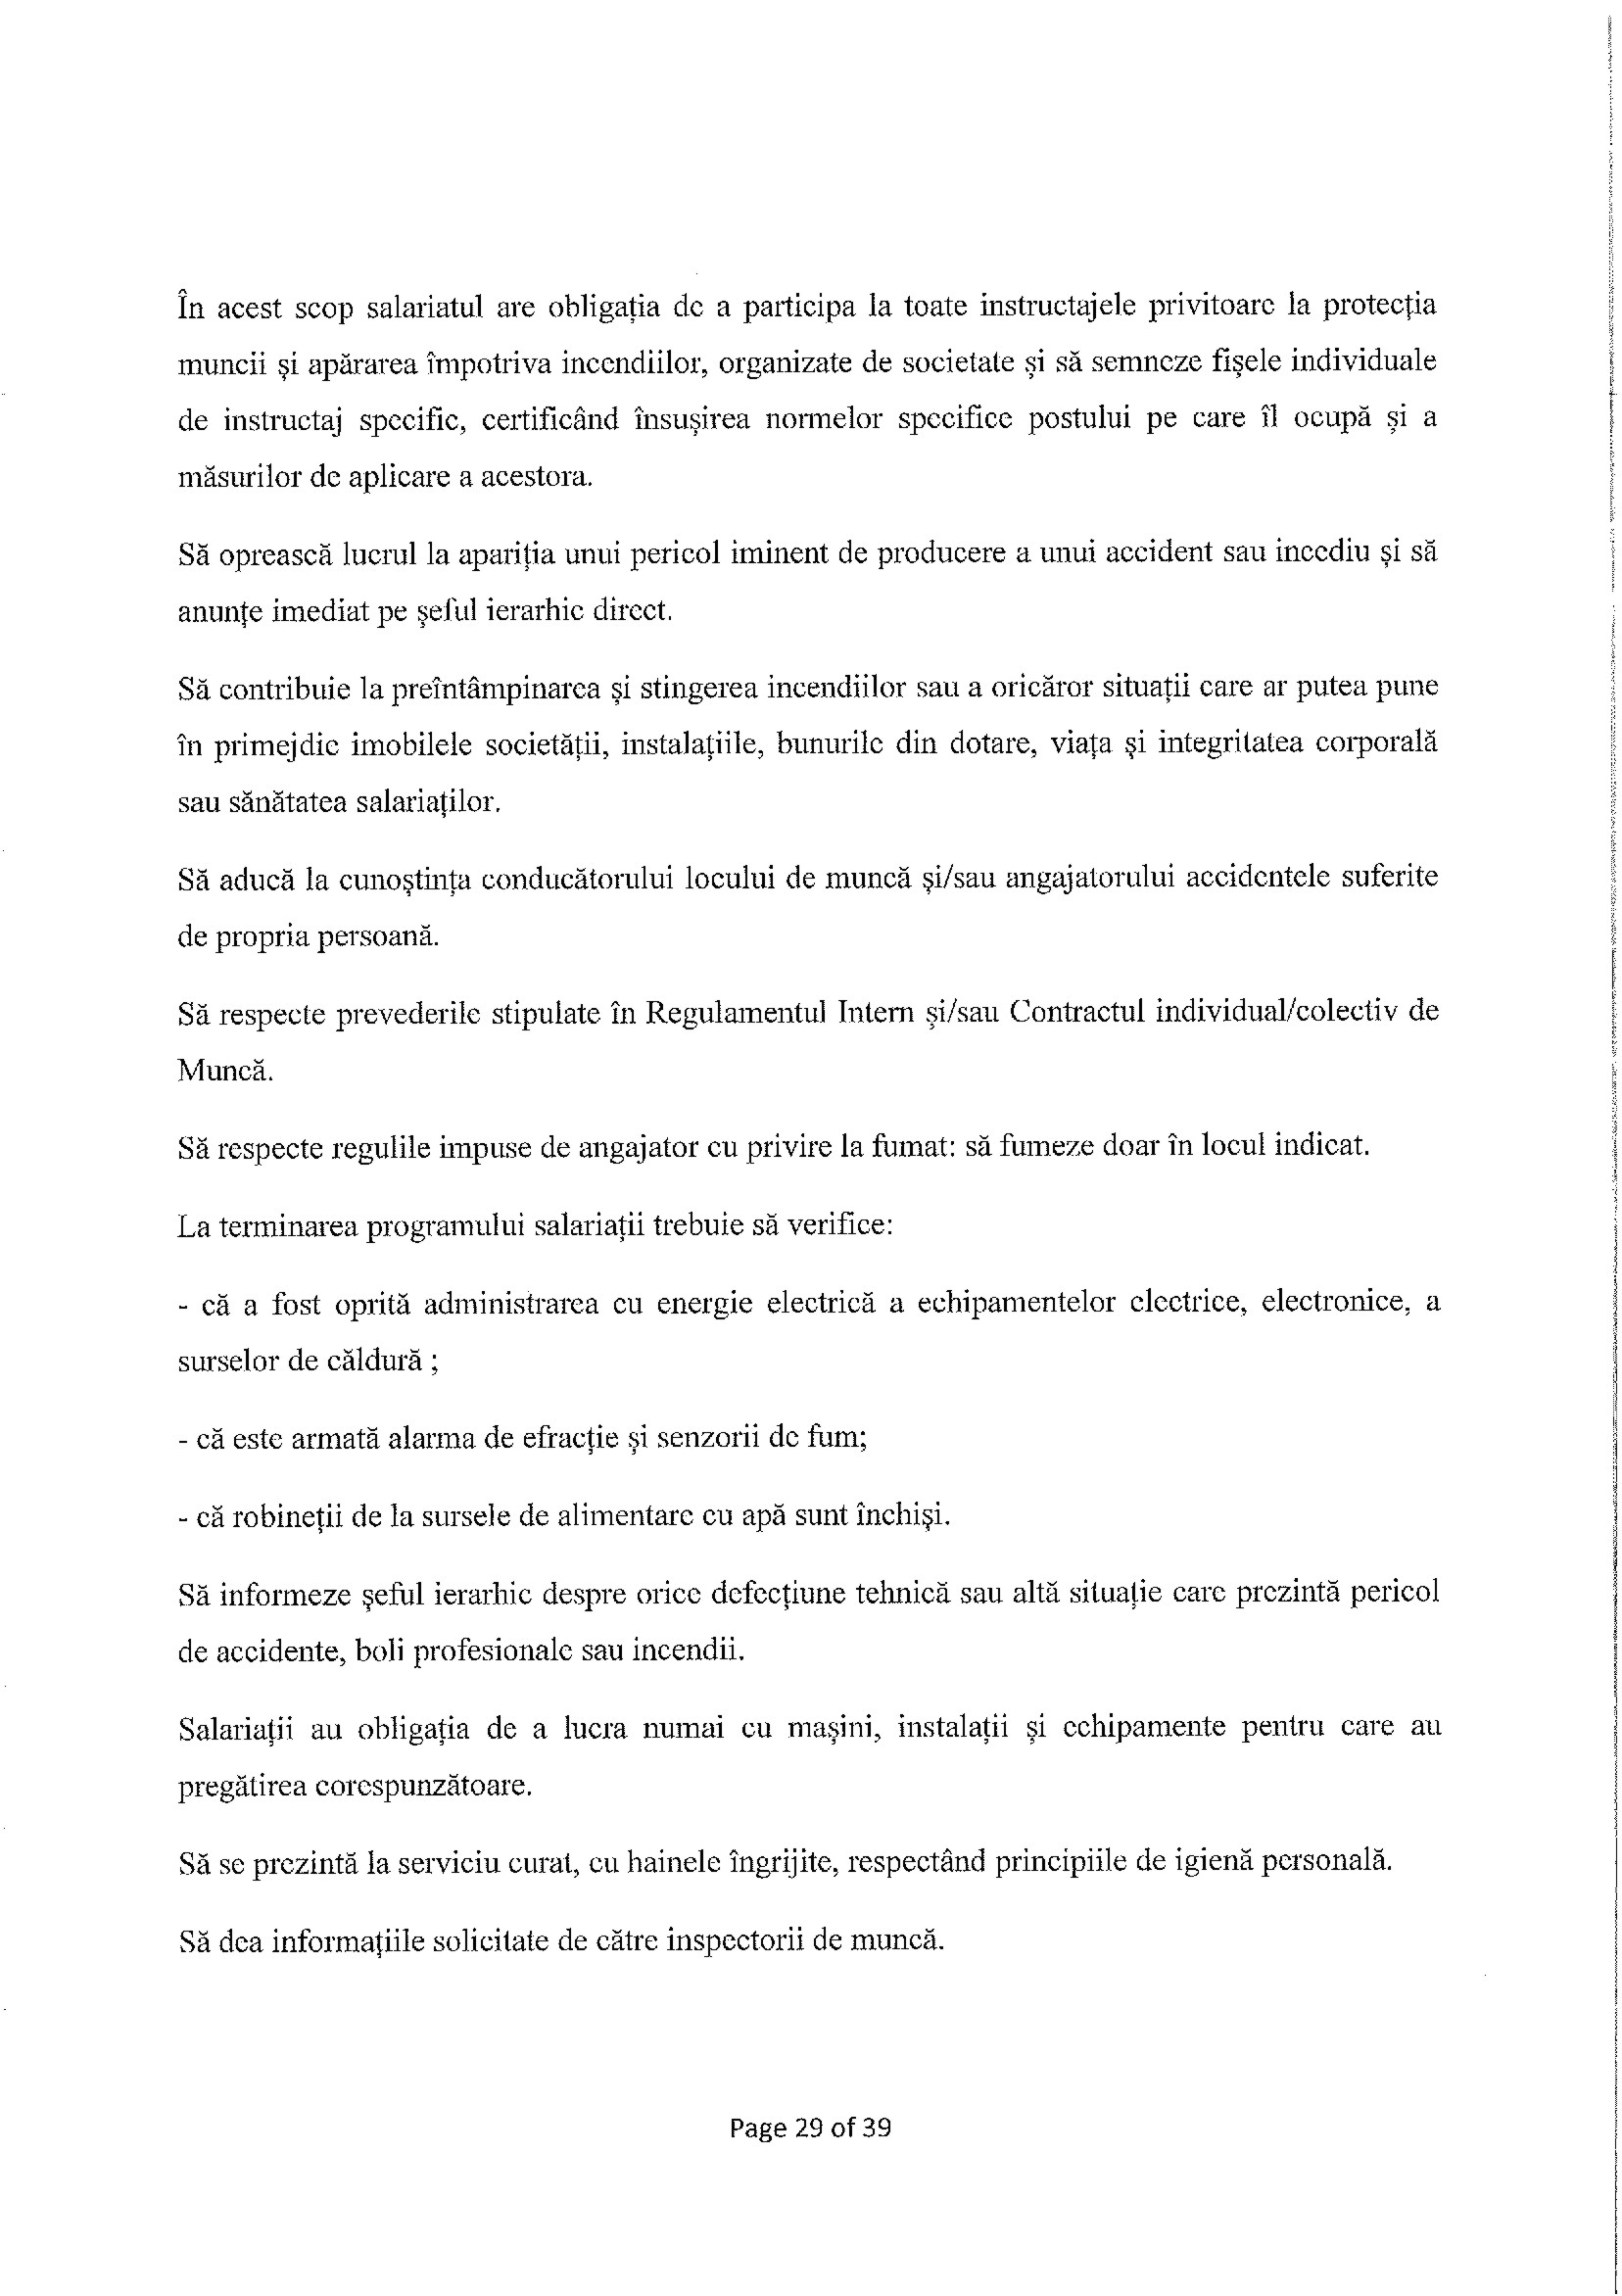 În acest scop salariatul are obligația de a participa la toate instructajele privitoare la protecția
muncii și apărarea împotriva incendiilor, organizate de societate și să semneze fișele individuale
de instructaj specific, certificând însușirea normelor specifice postului pe care îl ocupă și a
măsurilor de aplicare a acestora.
Să oprească lucrul la apariția unui pericol iminent de producere a unui accident sau incediu și să
anunțe imediat pe șeful ierarhic direct.
Să contribuie la preîntâmpinarea și stingerea incendiilor sau a oricăror situații care ar putea pune
în primejdie imobilele societății, instalațiile, bunurile din dotare, viața și integritatea corporală
sau sănătatea salariaților.
Să aducă la cunoștința conducătorului locului de muncă și/sau angajatorului accidentele suferite
de propria persoană.
Să respecte prevederile stipulate în Regulamentul Intern și/sau Contractul individual/colectiv de
Muncă.
Să respecte regulile impuse de angajator cu privire la fumat: să fumeze doar în locul indicat.
La terminarea programului salariații trebuie să verifice:
- că a fost oprită administrarea cu energie electrică a echipamentelor electrice, electronice, a
surselor de căldură ;
- că este armată alarma de efracție și senzorii de fum;
- că robineții de la sursele de alimentare cu apă sunt închiși.
Să informeze șeful ierarhic despre orice defecțiune tehnică sau altă situație care prezintă pericol
de accidente, boli profesionale sau incendii.
Salariații au obligația de a lucra numai cu mașini, instalații și echipamente pentru care au
pregătirea corespunzătoare.
Să se prezintă la serviciu curat, cu hainele îngrijite, respectând principiile de igienă personală.
Să dea informațiile solicitate de către inspectorii de muncă.
Page 29 of 39